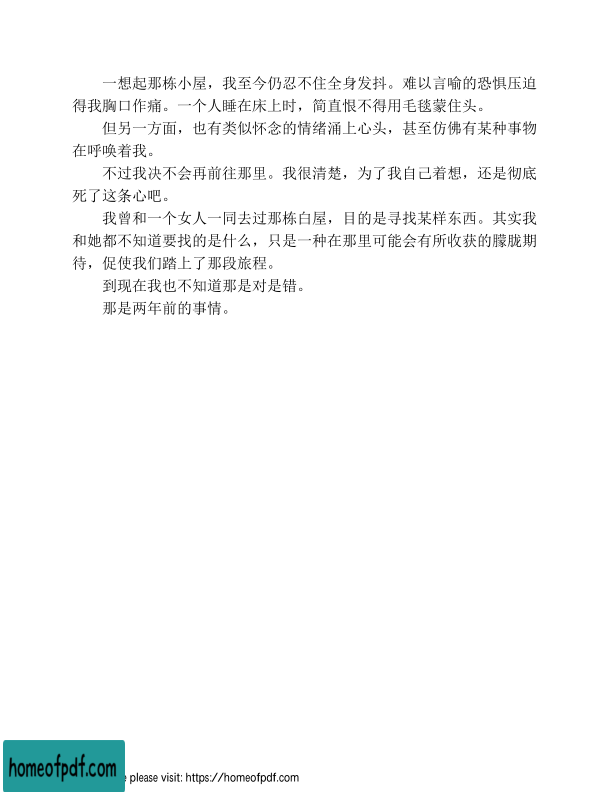 一想起那栋小屋，我至今仍忍不住全身发抖。难以言喻的恐惧压迫
得我胸口作痛。一个人睡在床上时，简直恨不得用毛毯蒙住头。
但另一方面，也有类似怀念的情绪涌上心头，甚至仿佛有某种事物
在呼唤着我。
不过我决不会再前往那里。我很清楚，为了我自己着想，还是彻底
死了这条心吧。
我曾和一个女人一同去过那栋白屋，目的是寻找某样东西。其实我
和她都不知道要找的是什么，只是一种在那里可能会有所收获的朦胧期
待，促使我们踏上了那段旅程。
到现在我也不知道那是对是错。
那是两年前的事情。
homeofpdf.com
please visit: https://homeofpdf.com